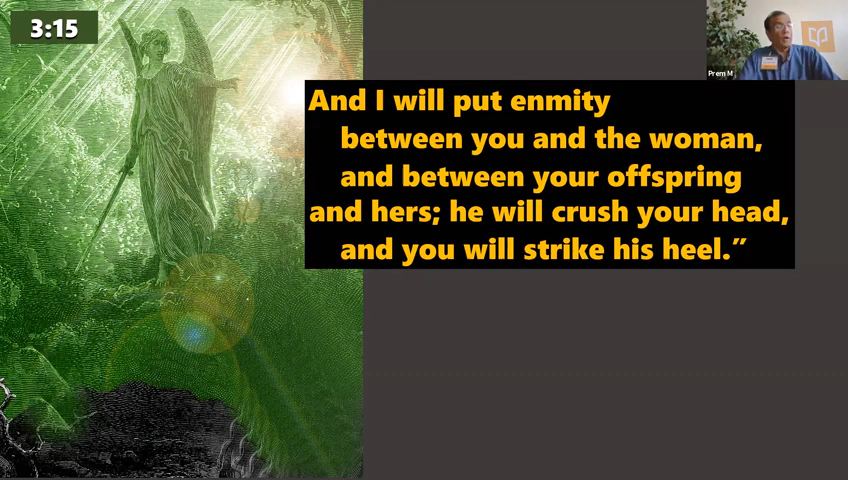 3:15
Prem M
And I will put enmity
between you and the woman,
and between your offspring
and hers; he will crush your head,
and you will strike his heel.”